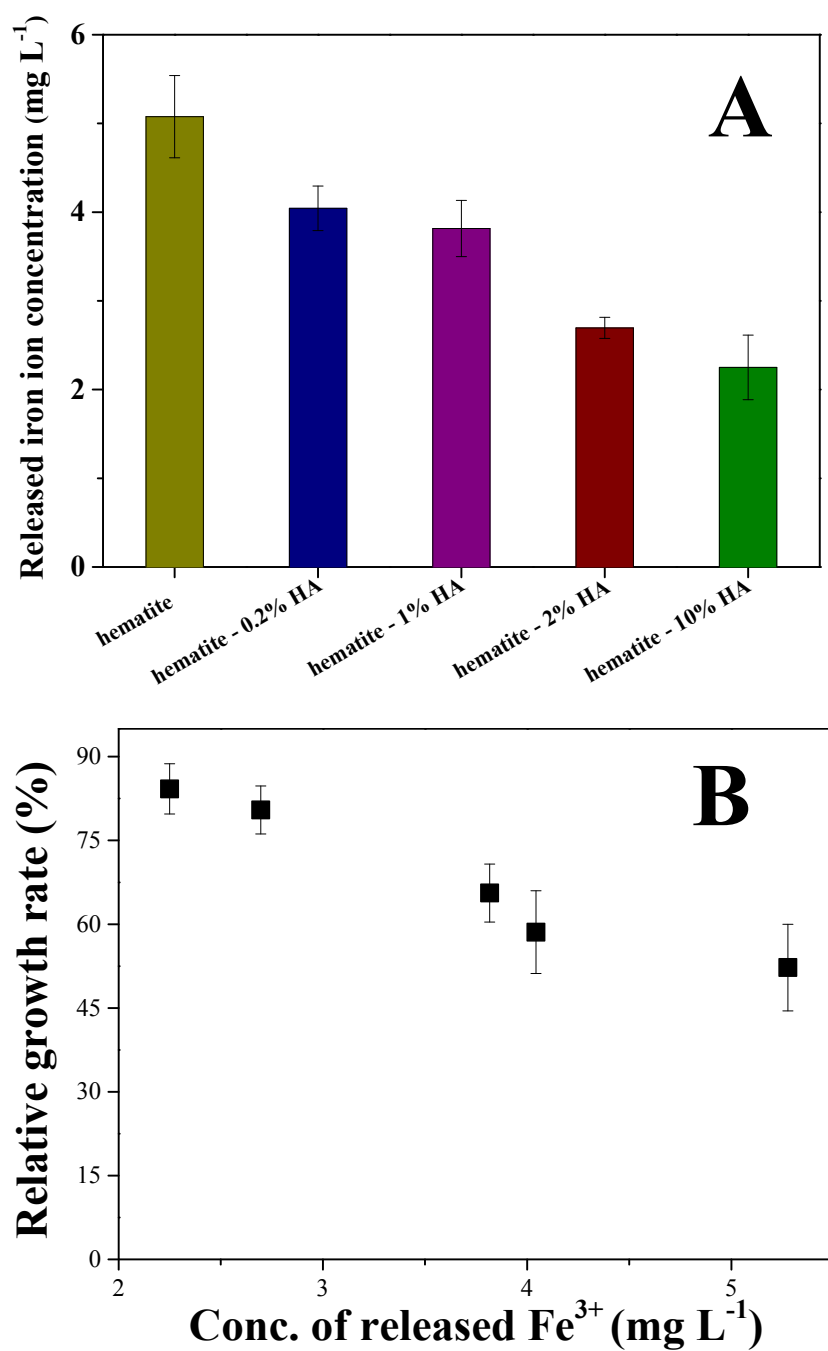 A
Released iron ion concentration (mg L⁻¹)
6
4
2
0
hematite
hematite - 0.2% HA
hematite - 1% HA
hematite - 2% HA
hematite - 10% HA
B
Relative growth rate (%)
90
75
60
45
30
15
0
2 3 4 5
Conc. of released Fe³⁺ (mg L⁻¹)